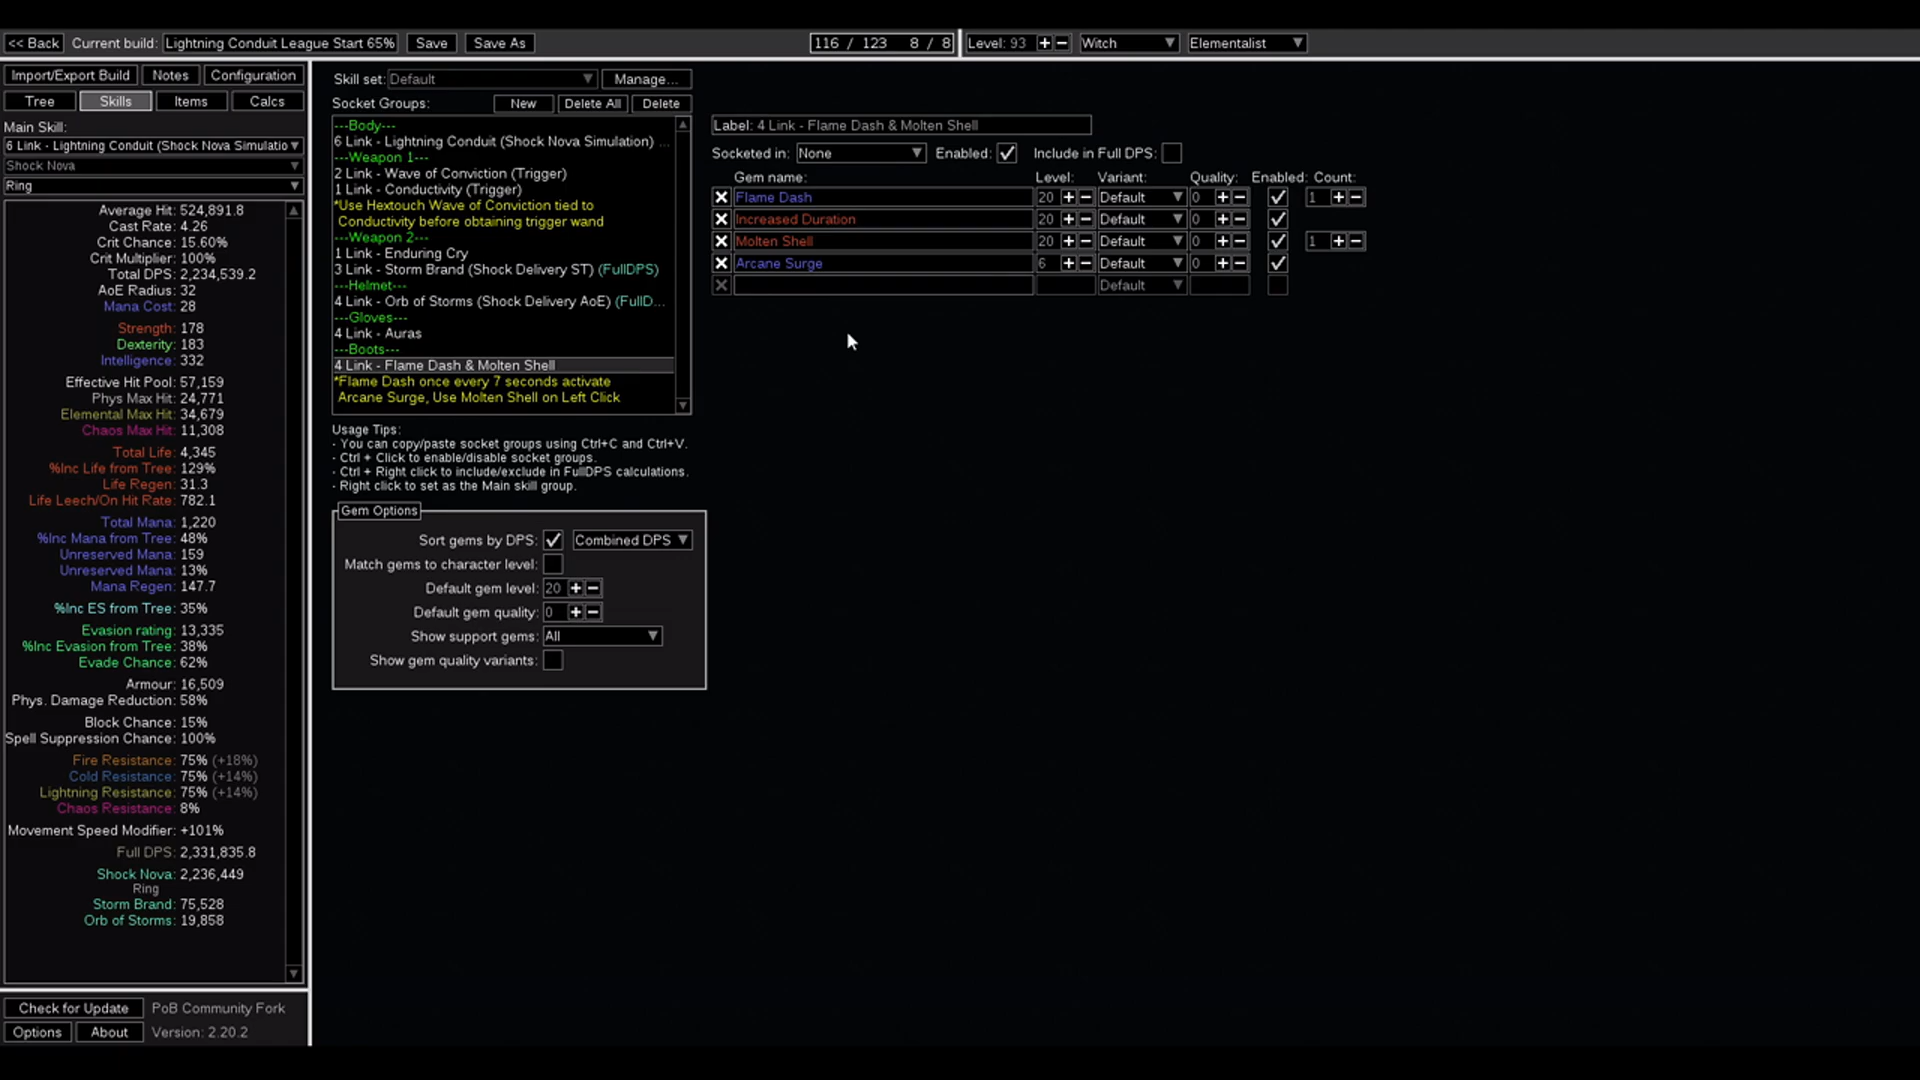 << Back Current build: Lightning Conduit League Start 65% Save Save As 116 / 123 8 / 8 Level: 93 Witch Elementalist
Import/Export Build Notes Configuration
Tree Skills Items Calcs
Main Skill:
6 Link - Lightning Conduit (Shock Nova Simulatio
Shock Nova
Ring
Average Hit: 524,891.8
Cast Rate: 4.26
Crit Chance: 15.60%
Crit Multiplier: 100%
Total DPS: 2,234,539.2
AoE Radius: 32
Mana Cost: 28
Strength: 178
Dexterity: 183
Intelligence: 332
Effective Hit Pool: 57,159
Phys Max Hit: 24,771
Elemental Max Hit: 34,679
Chaos Max Hit: 11,308
Total Life: 4,345
%Inc Life from Tree: 129%
Life Regen: 31.3
Life Leech/On Hit Rate: 782.1
Total Mana: 1,220
%Inc Mana from Tree: 48%
Unreserved Mana: 159
Unreserved Mana: 13%
Mana Regen: 147.7
%Inc ES from Tree: 35%
Evasion rating: 13,335
%Inc Evasion from Tree: 38%
Evade Chance: 62%
Armour: 16,509
Phys. Damage Reduction: 58%
Block Chance: 15%
Spell Suppression Chance: 100%
Fire Resistance: 75% (+18%)
Cold Resistance: 75% (+14%)
Lightning Resistance: 75% (+14%)
Chaos Resistance: 8%
Movement Speed Modifier: +101%
Full DPS: 2,331,835.8
Shock Nova: 2,236,449
Ring
Storm Brand: 75,528
Orb of Storms: 19,858
Check for Update PoB Community Fork
Options About Version: 2.20.2
Skill set: Default Manage...
Socket Groups: New Delete All Delete
---Body---
6 Link - Lightning Conduit (Shock Nova Simulation) ...
---Weapon 1---
2 Link - Wave of Conviction (Trigger)
1 Link - Conductivity (Trigger)
*Use Hextouch Wave of Conviction tied to
Conductivity before obtaining trigger wand
---Weapon 2---
1 Link - Enduring Cry
3 Link - Storm Brand (Shock Delivery ST) (FullDPS)
---Helmet---
4 Link - Orb of Storms (Shock Delivery AoE) (FullD...
---Gloves---
4 Link - Auras
---Boots---
4 Link - Flame Dash & Molten Shell
*Flame Dash once every 7 seconds activate
Arcane Surge, Use Molten Shell on Left Click
Usage Tips:
- You can copy/paste socket groups using Ctrl+C and Ctrl+V.
- Ctrl + Click to enable/disable socket groups.
- Ctrl + Right click to include/exclude in FullDPS calculations.
- Right click to set as the Main skill group.
Gem Options
Sort gems by DPS: Combined DPS
Match gems to character level:
Default gem level: 20
Default gem quality: 0
Show support gems: All
Show gem quality variants:
Label: 4 Link - Flame Dash & Molten Shell
Socketed in: None Enabled: Include in Full DPS:
Gem name: Level: Variant: Quality: Enabled: Count:
Flame Dash 20 Default 0 1
Increased Duration 20 Default 0
Molten Shell 20 Default 0 1
Arcane Surge 6 Default 0
Default